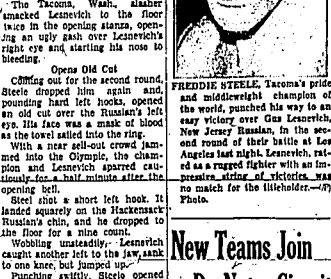 The Tacoma, Wash., slasher
smacked Lesnevich to the floor
twice in the opening stanza, open-
ing an ugly gash over Lesnevich's
right eye and starting his nose to
bleeding.
Opens Old Cut
Coming out for the second round,
Steele dropped him again and,
pounding hard left hooks, opened
an old cut over the Russian's left
eye. His face was a mask of blood
as the towel sailed into the ring.
With a near sell-out crowd jam-
med into the Olympic, the cham-
pion and Lesnevich sparred cau-
tiously for a half minute after the
opening bell.
Steel shot a short left hook. It
landed squarely on the Hackensack
Russian's chin, and he dropped to
the floor for a nine count.
Wobbling unsteadily, Lesnevich
caught another left to the jaw, sank
to one knee, but jumped up.
Punching swiftly, Steele opened
FREDDIE STEELE, Tacoma's pride
and middleweight champion of
the world, punched his way to an
easy victory over Gus Lesnevich,
New Jersey Russian, in the sec-
ond round of their battle at Los
Angeles last night. Lesnevich, rat-
ed as a rugged fighter with an im-
pressive string of victories was
no match for the titleholder.—(AP)
Photo.
New Teams Join